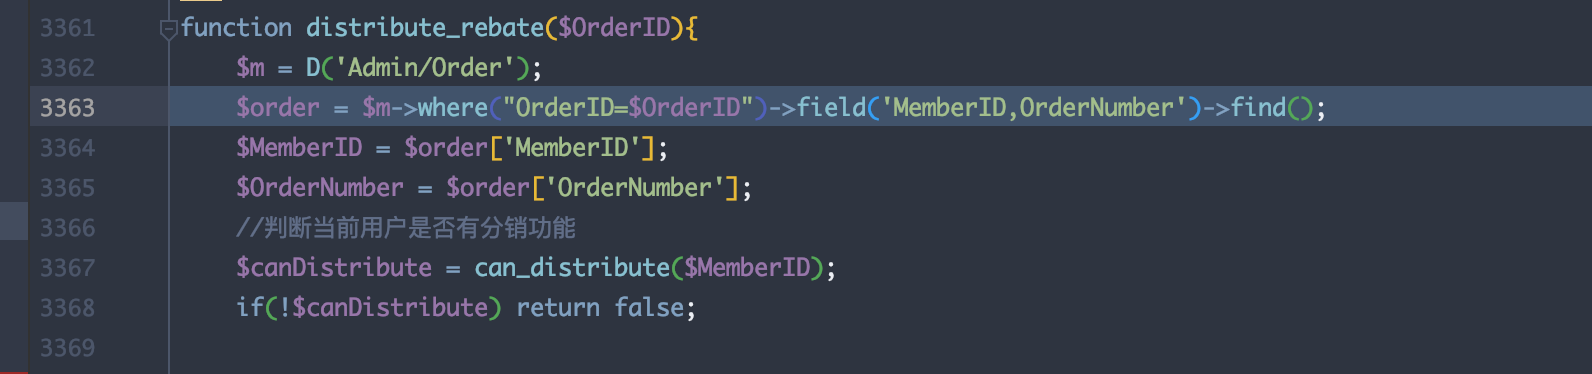 3361 function distribute_rebate($OrderID){
3362 $m = D('Admin/Order');
3363 $order = $m->where("OrderID=$OrderID")->field('MemberID,OrderNumber')->find();
3364 $MemberID = $order['MemberID'];
3365 $OrderNumber = $order['OrderNumber'];
3366 //判断当前用户是否有分销功能
3367 $canDistribute = can_distribute($MemberID);
3368 if(!$canDistribute) return false;
3369